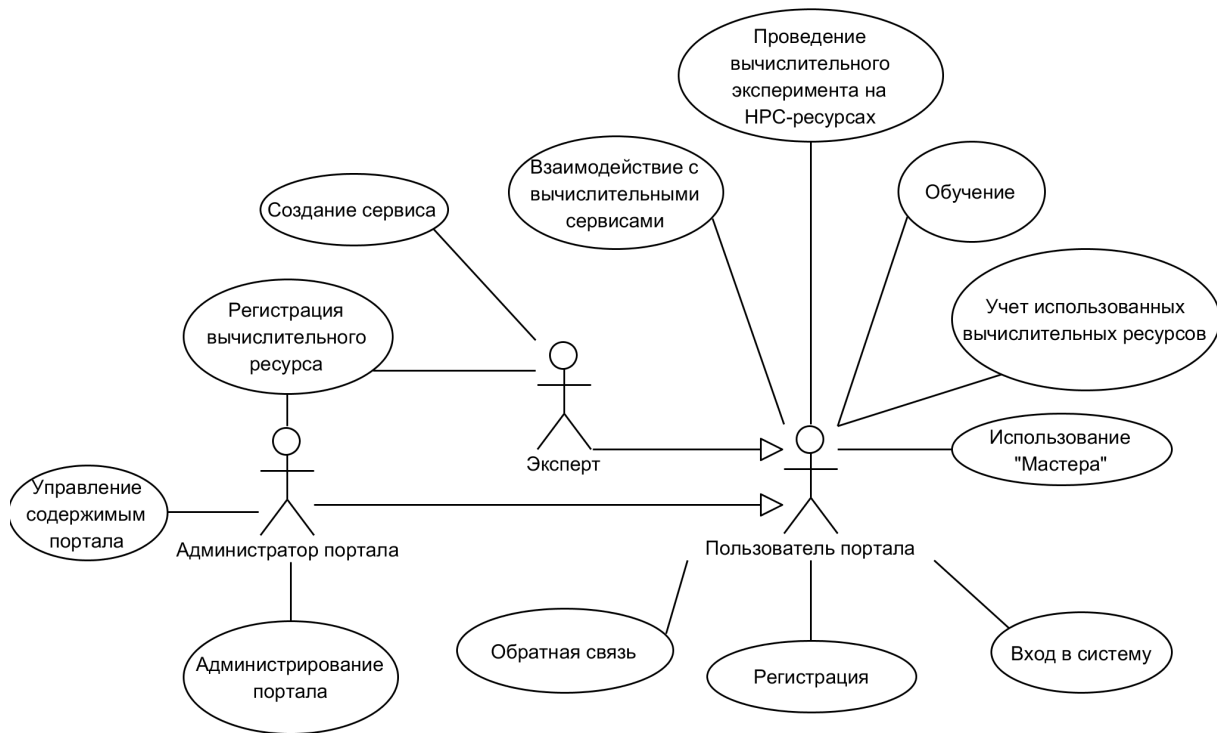 Проведение
вычислительного
эксперимента на
HPC-ресурсах
Взаимодействие с
вычислительными
сервисами
Обучение
Создание сервиса
Регистрация
вычислительного
ресурса
Учет использованных
вычислительных ресурсов
Использование
"Мастера"
Эксперт
Управление
содержимым
портала
Администратор портала
Пользователь портала
Обратная связь
Регистрация
Вход в систему
Администрирование
портала